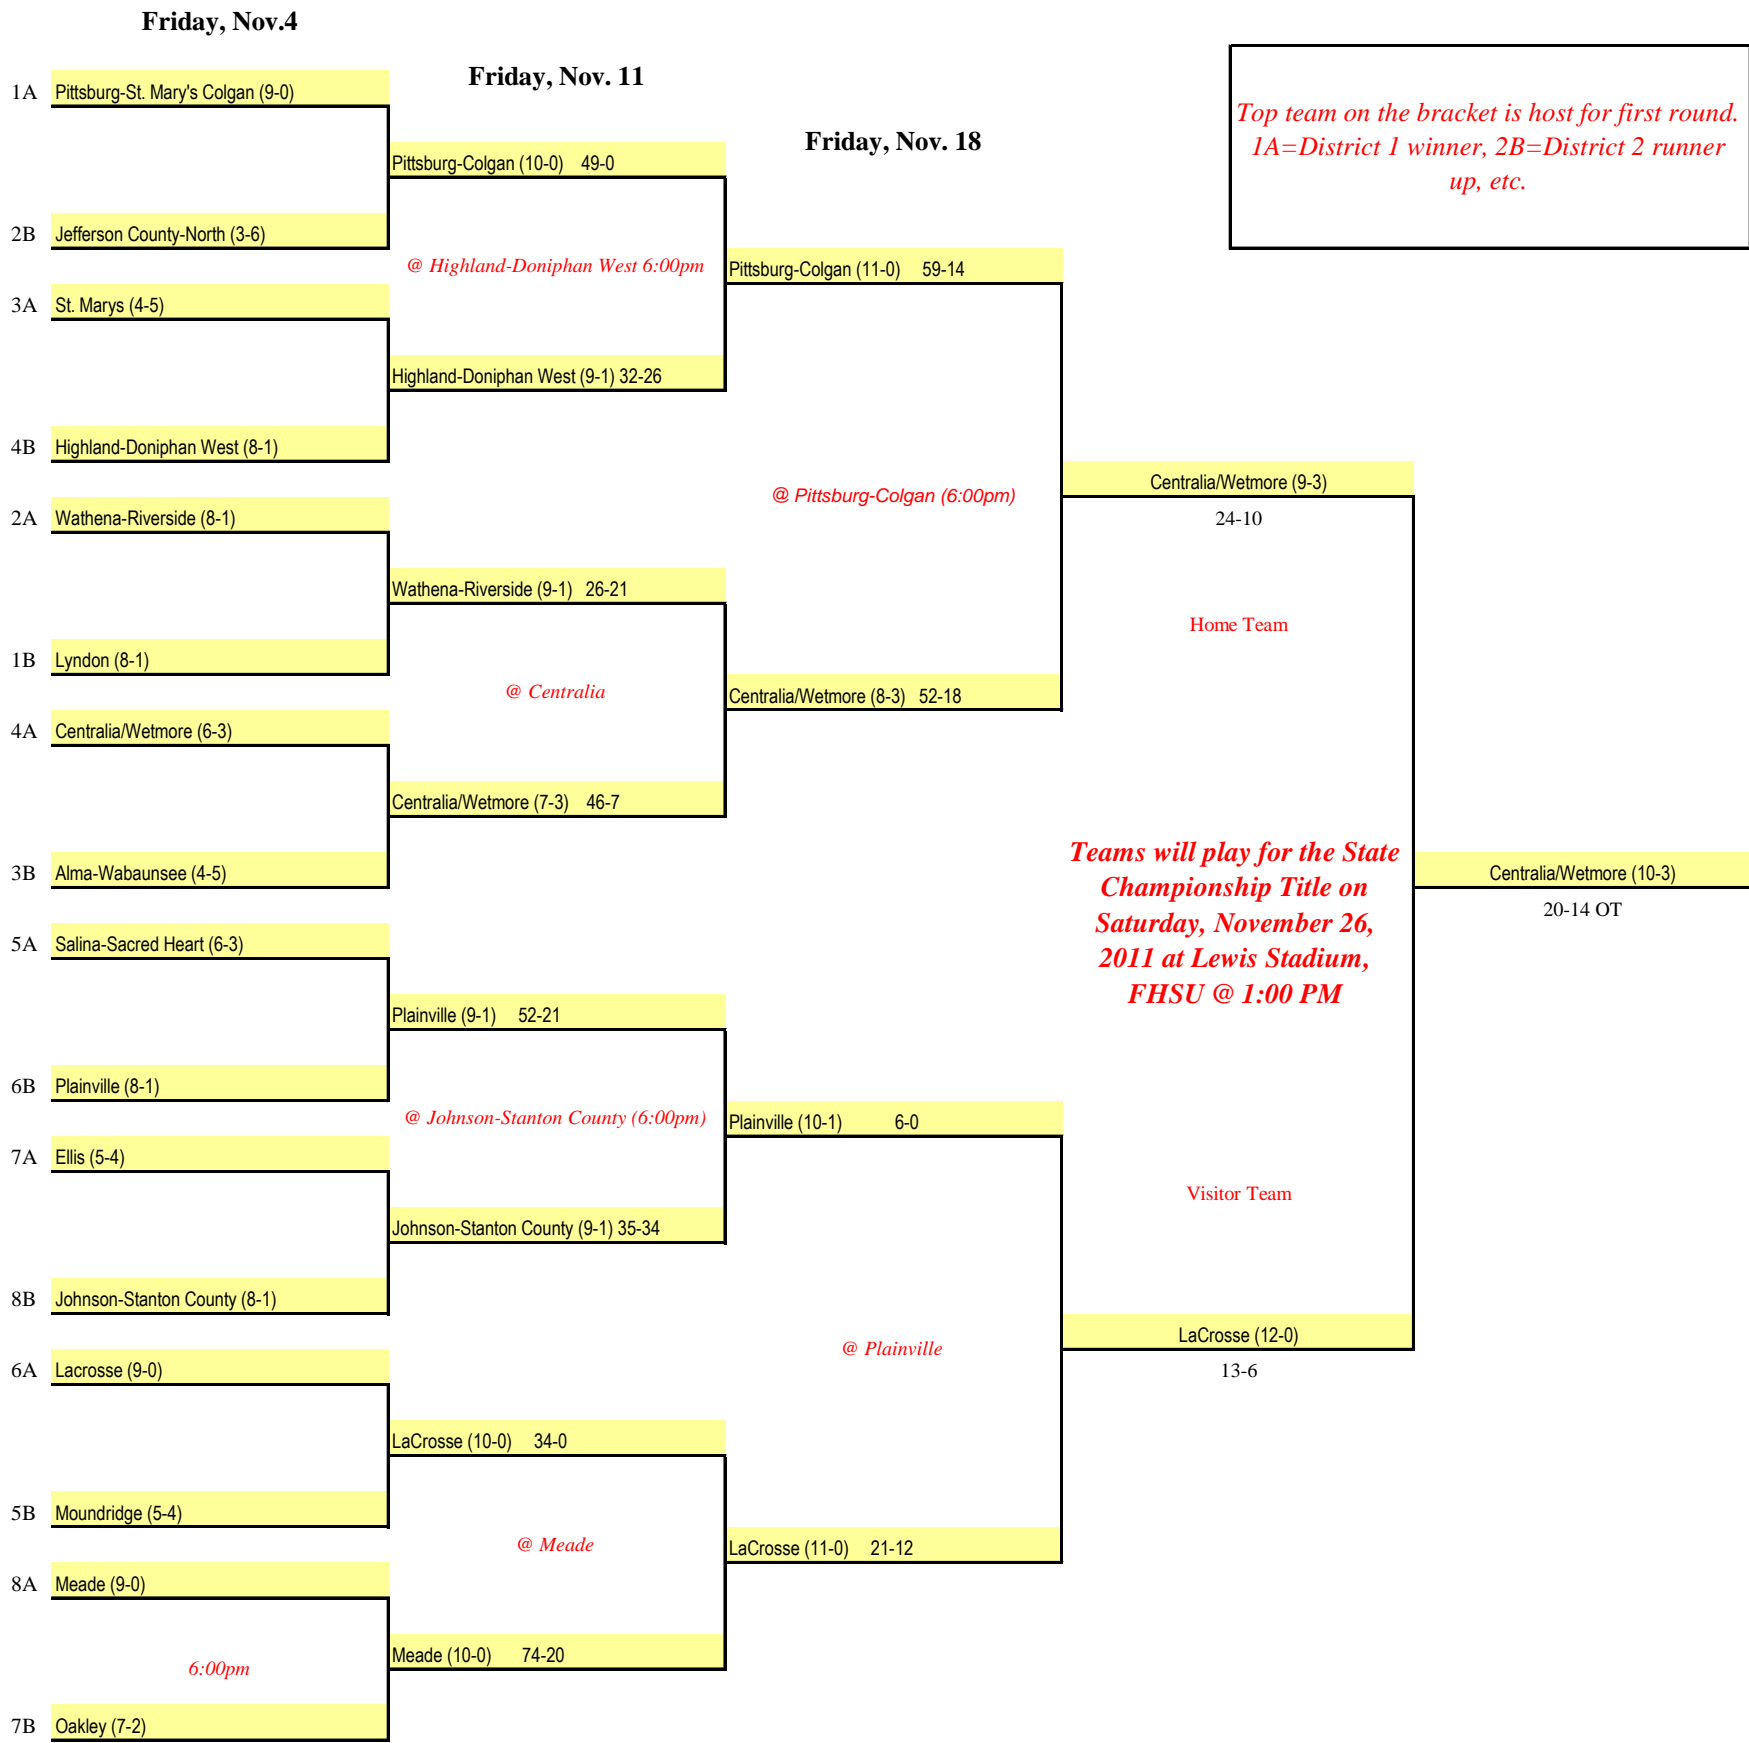 Friday, Nov.4
Friday, Nov. 11
Friday, Nov. 18
Top team on the bracket is host for first round.
1A=District 1 winner, 2B=District 2 runner
up, etc.
1A Pittsburg-St. Mary's Colgan (9-0)
Pittsburg-Colgan (10-0) 49-0
2B Jefferson County-North (3-6)
@ Highland-Doniphan West 6:00pm
Pittsburg-Colgan (11-0) 59-14
3A St. Marys (4-5)
Highland-Doniphan West (9-1) 32-26
4B Highland-Doniphan West (8-1)
@ Pittsburg-Colgan (6:00pm)
Centralia/Wetmore (9-3)
24-10
2A Wathena-Riverside (8-1)
Wathena-Riverside (9-1) 26-21
Home Team
1B Lyndon (8-1)
@ Centralia
Centralia/Wetmore (8-3) 52-18
4A Centralia/Wetmore (6-3)
Centralia/Wetmore (7-3) 46-7
3B Alma-Wabaunsee (4-5)
Teams will play for the State
Championship Title on
Saturday, November 26,
2011 at Lewis Stadium,
FHSU @ 1:00 PM
Centralia/Wetmore (10-3)
20-14 OT
5A Salina-Sacred Heart (6-3)
Plainville (9-1) 52-21
6B Plainville (8-1)
@ Johnson-Stanton County (6:00pm)
Plainville (10-1) 6-0
7A Ellis (5-4)
Visitor Team
Johnson-Stanton County (9-1) 35-34
8B Johnson-Stanton County (8-1)
@ Plainville
LaCrosse (12-0)
13-6
6A Lacrosse (9-0)
LaCrosse (10-0) 34-0
5B Moundridge (5-4)
@ Meade
LaCrosse (11-0) 21-12
8A Meade (9-0)
6:00pm
Meade (10-0) 74-20
7B Oakley (7-2)